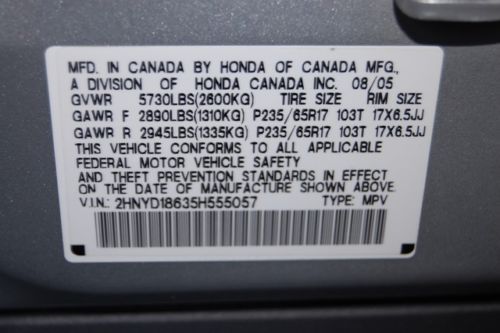 MFD. IN CANADA BY HONDA OF CANADA MFG.,
A DIVISION OF HONDA CANADA INC. 08/05
GVWR 5730LBS(2600KG) TIRE SIZE RIM SIZE
GAWR F 2890LBS(1310KG) P235/65R17 103T 17X6.5JJ
GAWR R 2945LBS(1335KG) P235/65R17 103T 17X6.5JJ
THIS VEHICLE CONFORMS TO ALL APPLICABLE
FEDERAL MOTOR VEHICLE SAFETY
AND THEFT PREVENTION STANDARDS IN EFFECT
ON THE DATE OF MANUFACTURE SHOWN ABOVE.
V.I.N.: 2HNYD18635H555057 TYPE: MPV